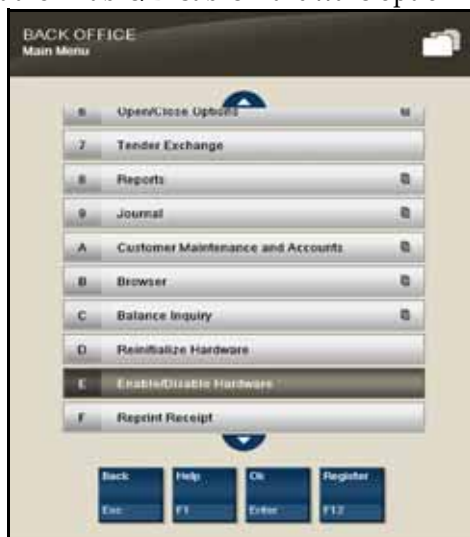 BACK OFFICE
Main Menu
6 Open/Close Options
7 Tender Exchange
8 Reports
9 Journal
A Customer Maintenance and Accounts
B Browser
C Balance Inquiry
D Reinitialize Hardware
E Enable/Disable Hardware
F Reprint Receipt
Back Help Ok Register
Esc F1 Enter F12